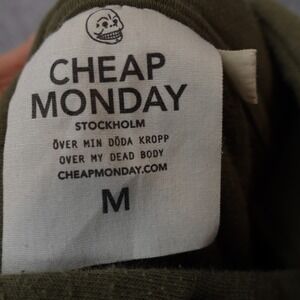 CHEAP
MONDAY
STOCKHOLM
ÖVER MIN DÖDA KROPP
OVER MY DEAD BODY
CHEAPMONDAY.COM
M